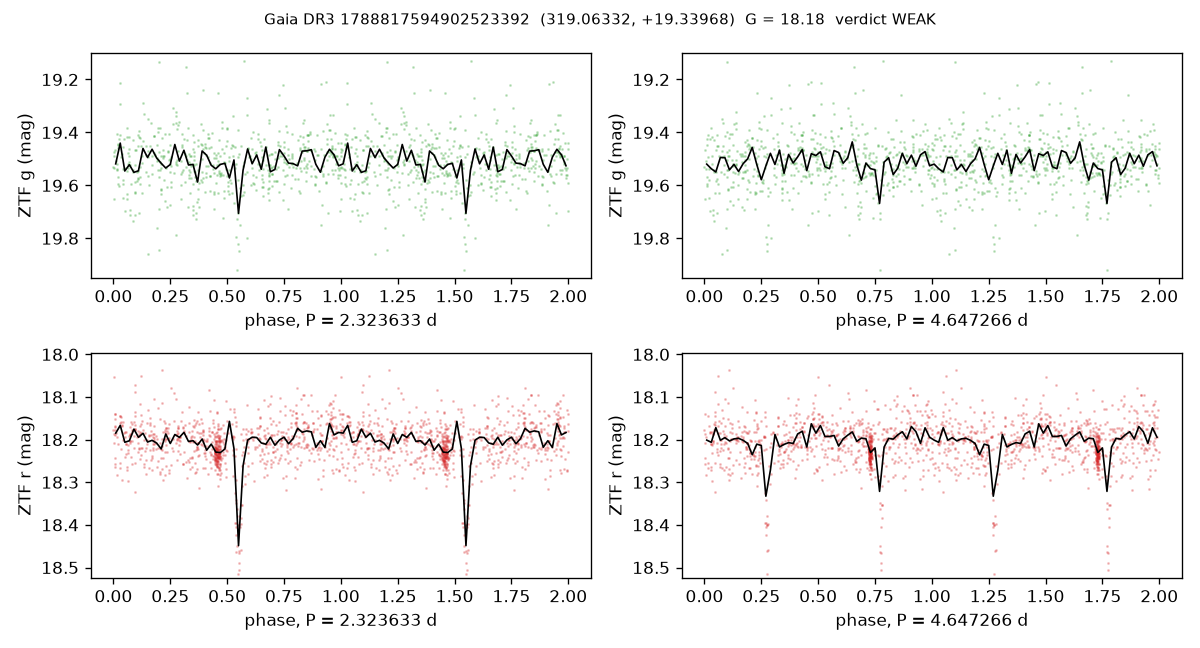 Gaia DR3 1788817594902523392 (319.06332, +19.33968) G = 18.18 verdict WEAK
ZTF g (mag)
19.2
19.4
19.6
19.8
0.00 0.25 0.50 0.75 1.00 1.25 1.50 1.75 2.00
phase, P = 2.323633 d
ZTF g (mag)
19.2
19.4
19.6
19.8
0.00 0.25 0.50 0.75 1.00 1.25 1.50 1.75 2.00
phase, P = 4.647266 d
ZTF r (mag)
18.0
18.1
18.2
18.3
18.4
18.5
0.00 0.25 0.50 0.75 1.00 1.25 1.50 1.75 2.00
phase, P = 2.323633 d
ZTF r (mag)
18.0
18.1
18.2
18.3
18.4
18.5
0.00 0.25 0.50 0.75 1.00 1.25 1.50 1.75 2.00
phase, P = 4.647266 d